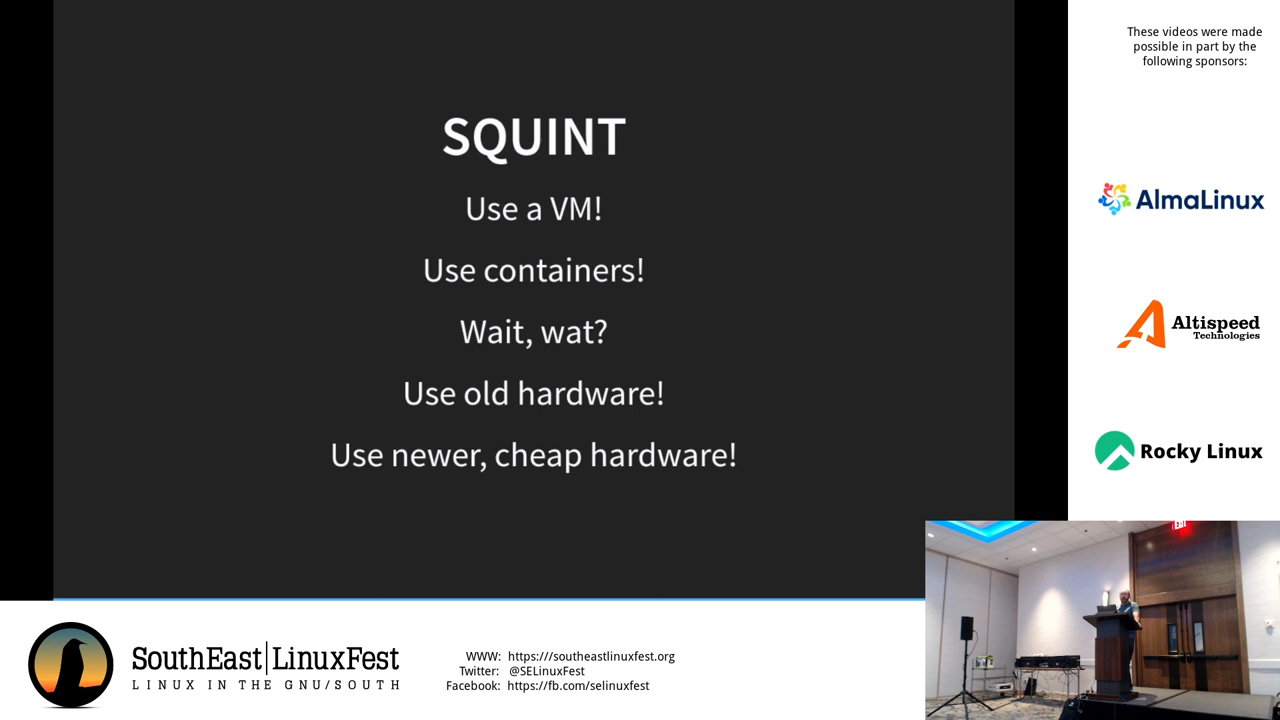 SQUINT
Use a VM!
Use containers!
Wait, wat?
Use old hardware!
Use newer, cheap hardware!
These videos were made
possible in part by the
following sponsors:
AlmaLinux
Altispeed
Technologies
Rocky Linux
EXIT
SouthEast LinuxFest
LINUX IN THE GNU/SOUTH
WWW: https:///southeastlinuxfest.org
Twitter: @SELinuxFest
Facebook: https://fb.com/selinuxfest